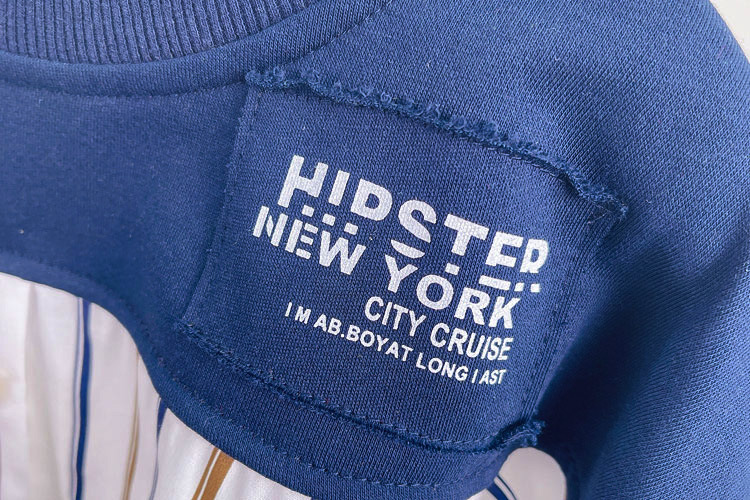 HIPSTER
NEW YORK
CITY CRUISE
I M AB.BOYAT LONG I AST